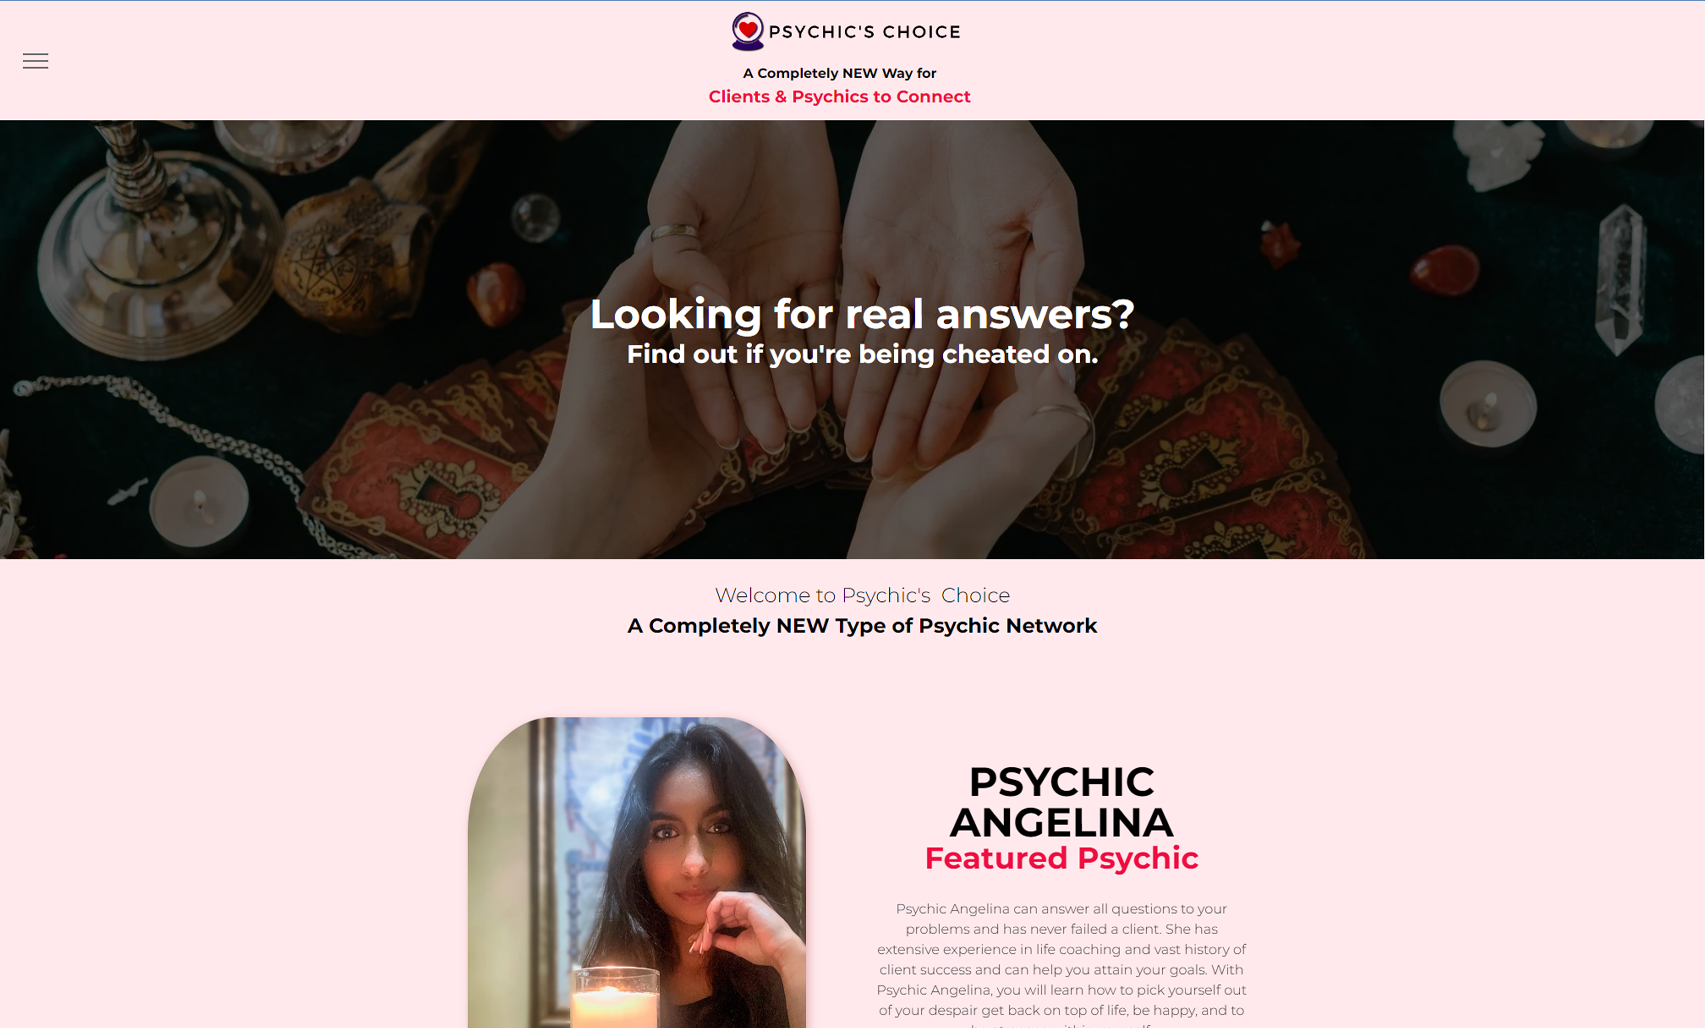 PSYCHIC'S CHOICE
A Completely NEW Way for
Clients & Psychics to Connect
Looking for real answers?
Find out if you're being cheated on.
Welcome to Psychic's Choice
A Completely NEW Type of Psychic Network
PSYCHIC
ANGELINA
Featured Psychic
Psychic Angelina can answer all questions to your
problems and has never failed a client. She has
extensive experience in life coaching and vast history of
client success and can help you attain your goals. With
Psychic Angelina, you will learn how to pick yourself out
of your despair get back on top of life, be happy, and to